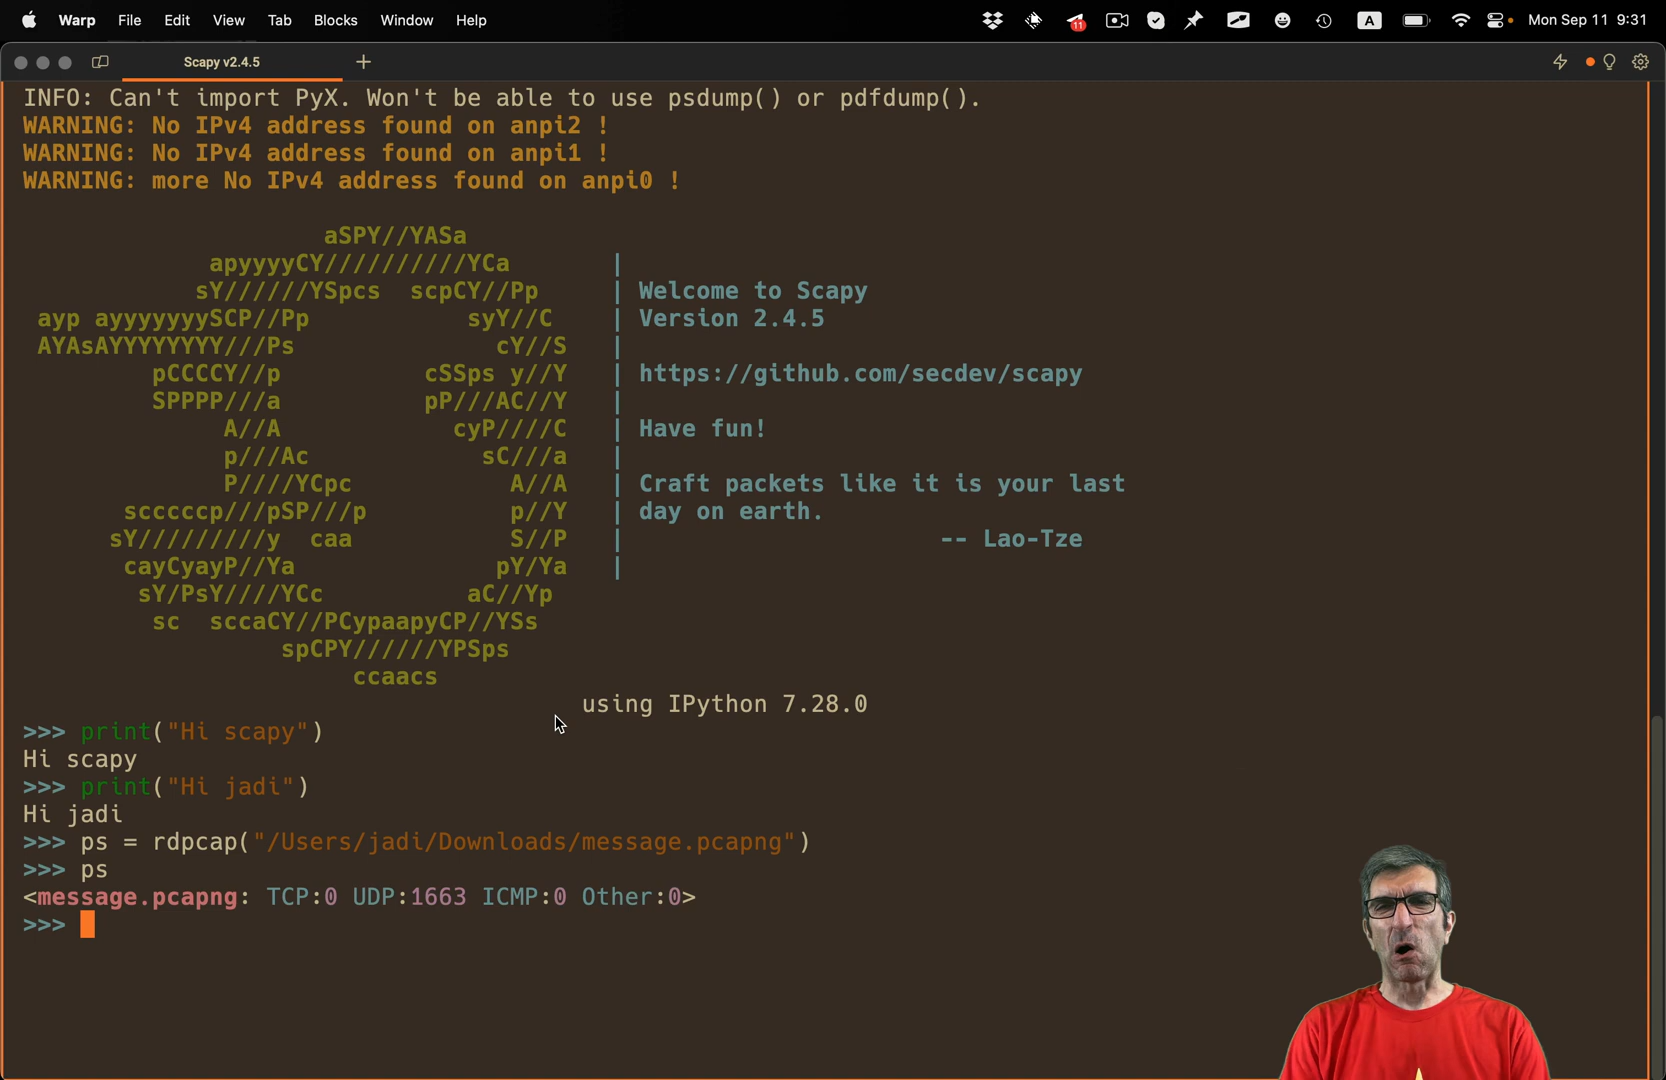 Warp File Edit View Tab Blocks Window Help 11 A Mon Sep 11 9:31
Scapy v2.4.5
INFO: Can't import PyX. Won't be able to use psdump() or pdfdump().
WARNING: No IPv4 address found on anpi2 !
WARNING: No IPv4 address found on anpi1 !
WARNING: more No IPv4 address found on anpi0 !
aSPY//YASa
apyyyyCY//////////YCa |
sY//////YSpcs scpCY//Pp | Welcome to Scapy
ayp ayyyyyyySCP//Pp syY//C | Version 2.4.5
AYAsAYYYYYYYY///Ps cY//S |
pCCCCY//p cSSps y//Y | https://github.com/secdev/scapy
SPPPP///a pP///AC//Y |
A//A cyP////C | Have fun!
p///Ac sC///a |
P////YCpc A//A | Craft packets like it is your last
scccccp///pSP///p p//Y | day on earth.
sY/////////y caa S//P | -- Lao-Tze
cayCyayP//Ya pY/Ya |
sY/PsY////YCc aC//Yp
sc sccaCY//PCypaapyCP//YSs
spCPY//////YPSps
ccaacs
using IPython 7.28.0
>>> print("Hi scapy")
Hi scapy
>>> print("Hi jadi")
Hi jadi
>>> ps = rdpcap("/Users/jadi/Downloads/message.pcapng")
>>> ps
<message.pcapng: TCP:0 UDP:1663 ICMP:0 Other:0>
>>>